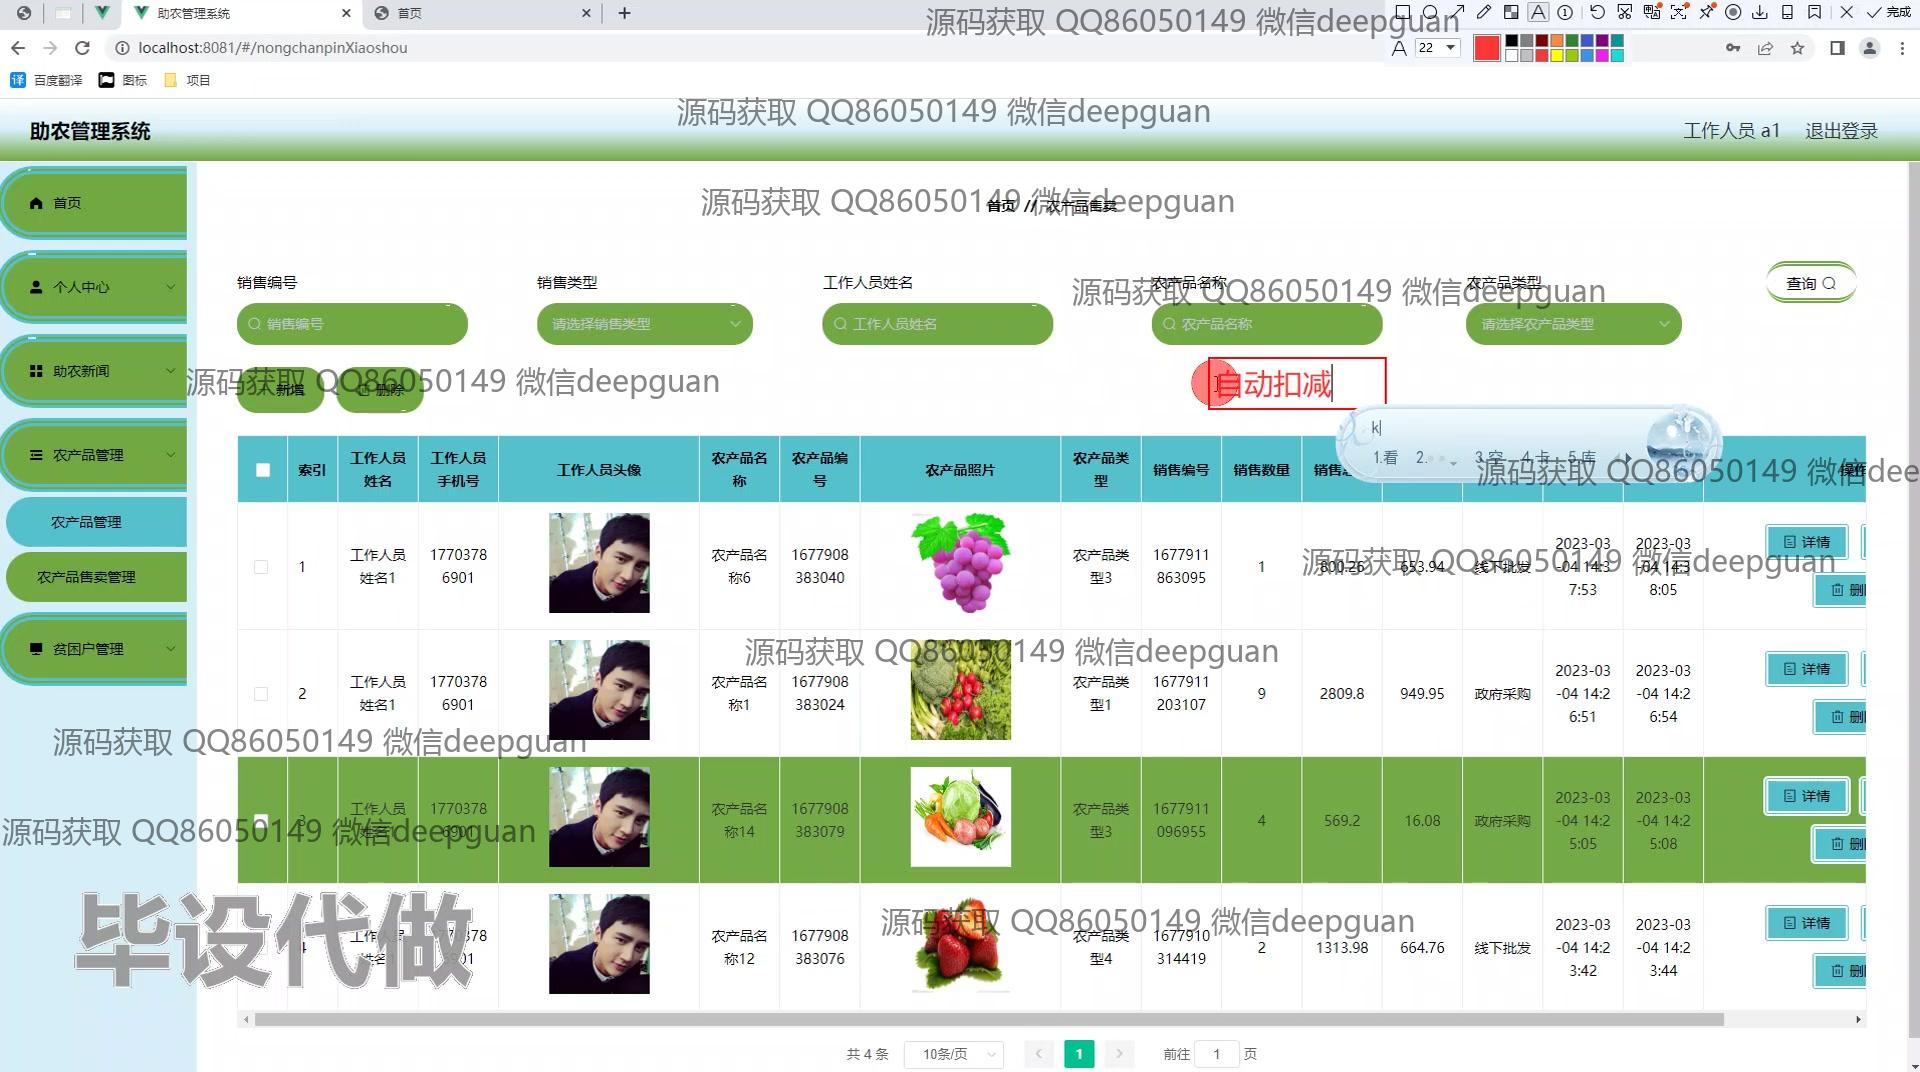 助农管理系统
首页
localhost:8081/#/nongchanpinXiaoshou
22
完成
百度翻译
图标
项目
源码获取 QQ86050149 微信deepguan
源码获取 QQ86050149 微信deepguan
助农管理系统
工作人员 a1
退出登录
首页
个人中心
助农新闻
农产品管理
农产品管理
农产品售卖管理
贫困户管理
源码获取 QQ86050149 微信deepguan
首页 // 农产品售卖
销售编号
销售类型
工作人员姓名
农产品名称
农产品类型
查询
源码获取 QQ86050149 微信deepguan
销售编号
请选择销售类型
工作人员姓名
农产品名称
请选择农产品类型
新增
删除
源码获取 QQ86050149 微信deepguan
自动扣减
k
1.看 2. 3.空 4.卡 5.库
源码获取 QQ86050149 微信dee
索引
工作人员姓名
工作人员手机号
工作人员头像
农产品名称
农产品编号
农产品照片
农产品类型
销售编号
销售数量
操作
1 工作人员姓名1 17703786901 农产品名称6 1677908383040 农产品类型3 1677911863095 1 800.26 653.94 线下批发 2023-03-04 14:37:53 2023-03-04 14:38:05 详情
源码获取 QQ86050149 微信deepguan
2 工作人员姓名1 17703786901 农产品名称1 1677908383024 农产品类型1 1677911203107 9 2809.8 949.95 政府采购 2023-03-04 14:26:51 2023-03-04 14:26:54 详情
源码获取 QQ86050149 微信deepguan
源码获取 QQ86050149 微信deepguan
3 工作人员姓名1 17703786901 农产品名称14 1677908383079 农产品类型3 1677911096955 4 569.2 16.08 政府采购 2023-03-04 14:25:05 2023-03-04 14:25:08 详情
源码获取 QQ86050149 微信deepguan
4 工作人员姓名1 17703786901 农产品名称12 1677908383076 农产品类型4 1677910314419 2 1313.98 664.76 线下批发 2023-03-04 14:23:42 2023-03-04 14:23:44 详情
源码获取 QQ86050149 微信deepguan
毕设代做
共 4 条
10条/页
1
前往 1 页